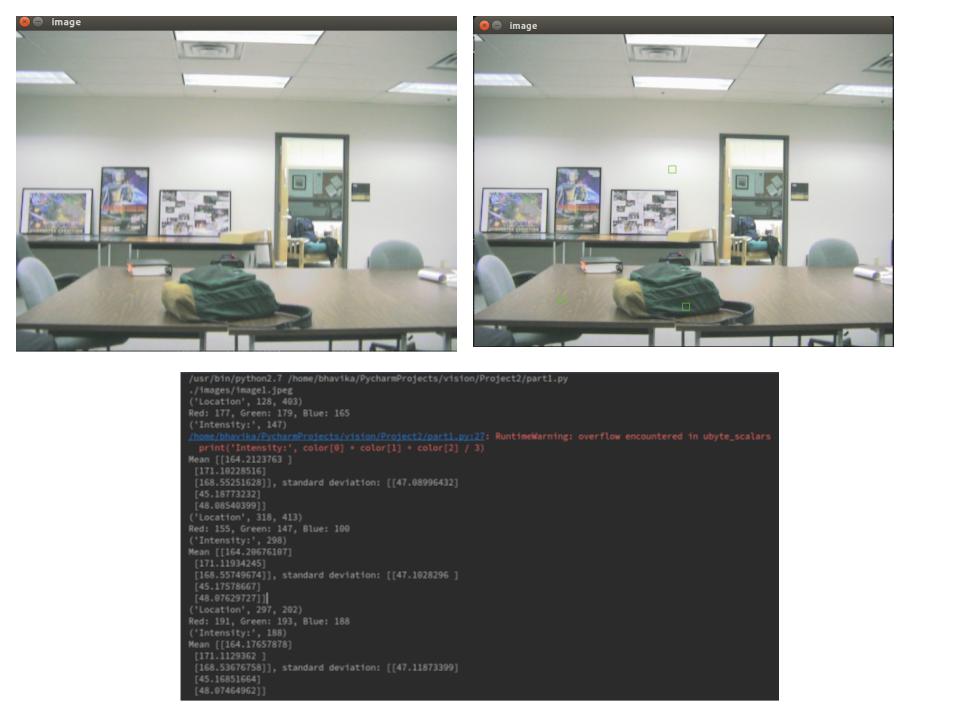 image
image
/usr/bin/python2.7 /home/bhavika/PycharmProjects/vision/Project2/part1.py
./images/image1.jpeg
('Location', 128, 403)
Red: 177, Green: 179, Blue: 165
('Intensity:', 147)
/home/bhavika/PycharmProjects/vision/Project2/part1.py:27: RuntimeWarning: overflow encountered in ubyte_scalars
print('Intensity:', color[0] + color[1] + color[2] / 3)
Mean [[164.2123763 ]
[171.10228516]
[168.55251628]], standard deviation: [[47.08996432]
[45.18773232]
[48.08540399]]
('Location', 318, 413)
Red: 155, Green: 147, Blue: 100
('Intensity:', 298)
Mean [[164.20676107]
[171.11934245]
[168.55749674]], standard deviation: [[47.1028296 ]
[45.17578667]
[48.07629727]]
('Location', 297, 202)
Red: 191, Green: 193, Blue: 188
('Intensity:', 188)
Mean [[164.17657878]
[171.1129362 ]
[168.53676758]], standard deviation: [[47.11873399]
[45.16851664]
[48.07464962]]